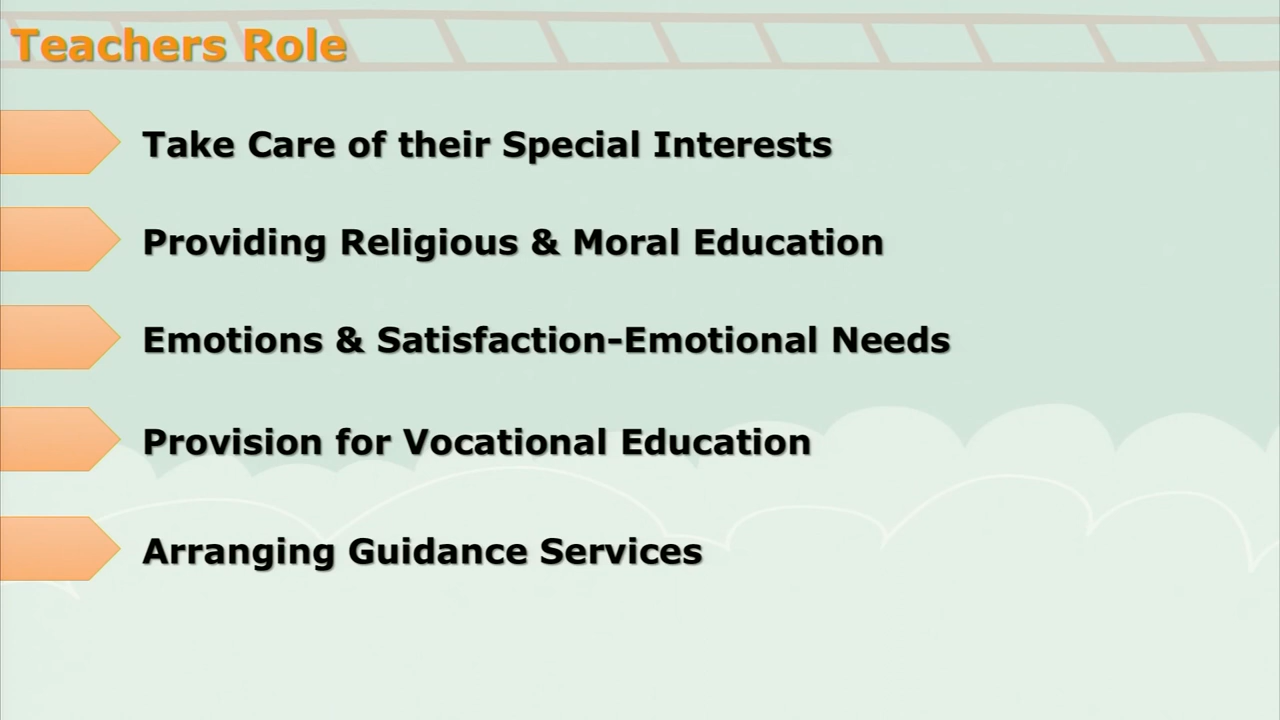 Teachers Role
Take Care of their Special Interests
Providing Religious & Moral Education
Emotions & Satisfaction-Emotional Needs
Provision for Vocational Education
Arranging Guidance Services